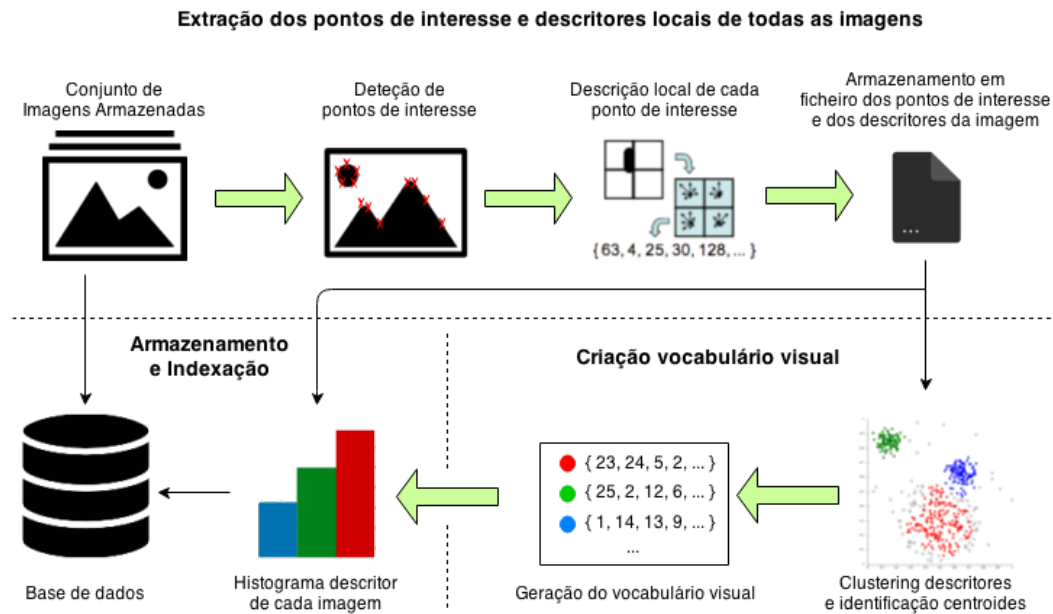 Extração dos pontos de interesse e descritores locais de todas as imagens
Conjunto de
Imagens Armazenadas
Deteção de
pontos de interesse
Descrição local de cada
ponto de interesse
Armazenamento em
ficheiro dos pontos de interesse
e dos descritores da imagem
{ 63, 4, 25, 30, 128, ... }
...
Armazenamento
e Indexação
Criação vocabulário visual
{ 23, 24, 5, 2, ... }
{ 25, 2, 12, 6, ... }
{ 1, 14, 13, 9, ... }
...
Base de dados
Histograma descritor
de cada imagem
Geração do vocabulário visual
Clustering descritores
e identificação centroides